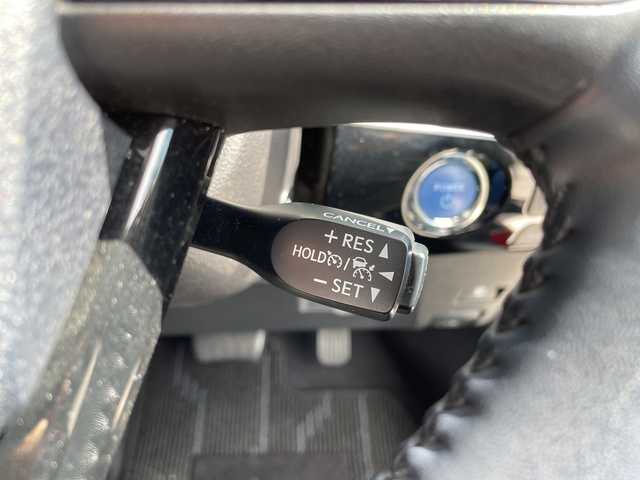 CANCEL
+ RES
HOLD /
− SET
POWER